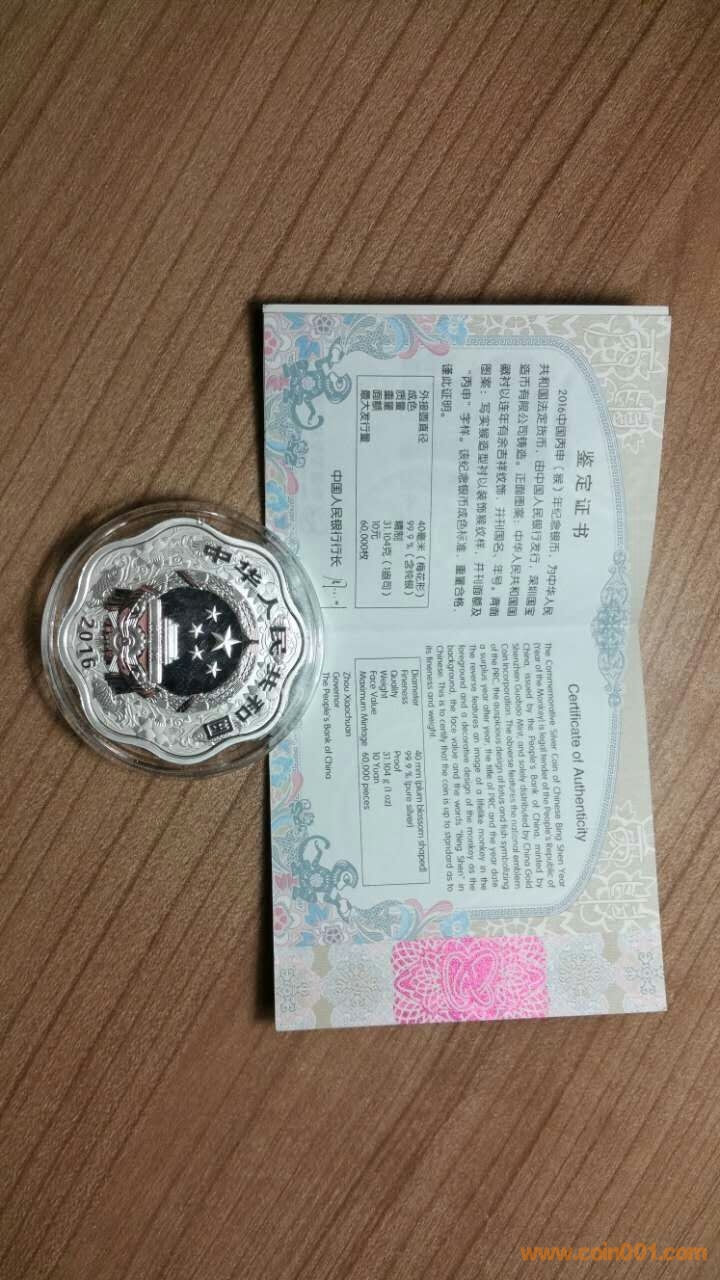 鉴定证书
2016中国丙申（猴）年纪念银币，为中华人民
共和国法定货币，由中国人民银行发行，深圳国宝
造币有限公司铸造。正面图案：中华人民共和国国
徽衬以连年有余吉祥纹饰，并刊国名、年号。背面
图案：写实猴造型衬以装饰猴纹样，并刊面额及
“丙申”字样。该纪念银币成色标准，重量合格，
谨此证明。
外接圆直径 40毫米（梅花形）
成色 99.9％（含纯银）
质量 精制
重量 31.104克（1盎司）
面额 10元
最大发行量 60,000枚
中国人民银行行长
Certificate of Authenticity
The Commemorative Silver Coin of Chinese Bing Shen Year
(Year of the Monkey) is legal tender of the People's Republic of
China, issued by the People's Bank of China, minted by
Shenzhen Guobao Mint, and solely distributed by China Gold
Coin Incorporation. The obverse features the national emblem
of the PRC, the auspicious design of lotus and fish symbolizing
a surplus year after year, the title of PRC and the year date.
The reverse features an image of a lifelike monkey in the
foreground and a decorative design of the monkey as the
background, the face value and the words "Bing Shen" in
Chinese. This is to certify that the coin is up to standard as to
its fineness and weight.
Diameter 40 mm (plum blossom shaped)
Fineness 99.9 % (pure silver)
Quality Proof
Weight 31.104 g (1 oz)
Face Value 10 Yuan
Maximum Mintage 60,000 pieces
Zhou Xiaochuan
Governor
The People's Bank of China
中华人民共和国
2016
www.zoin001.com